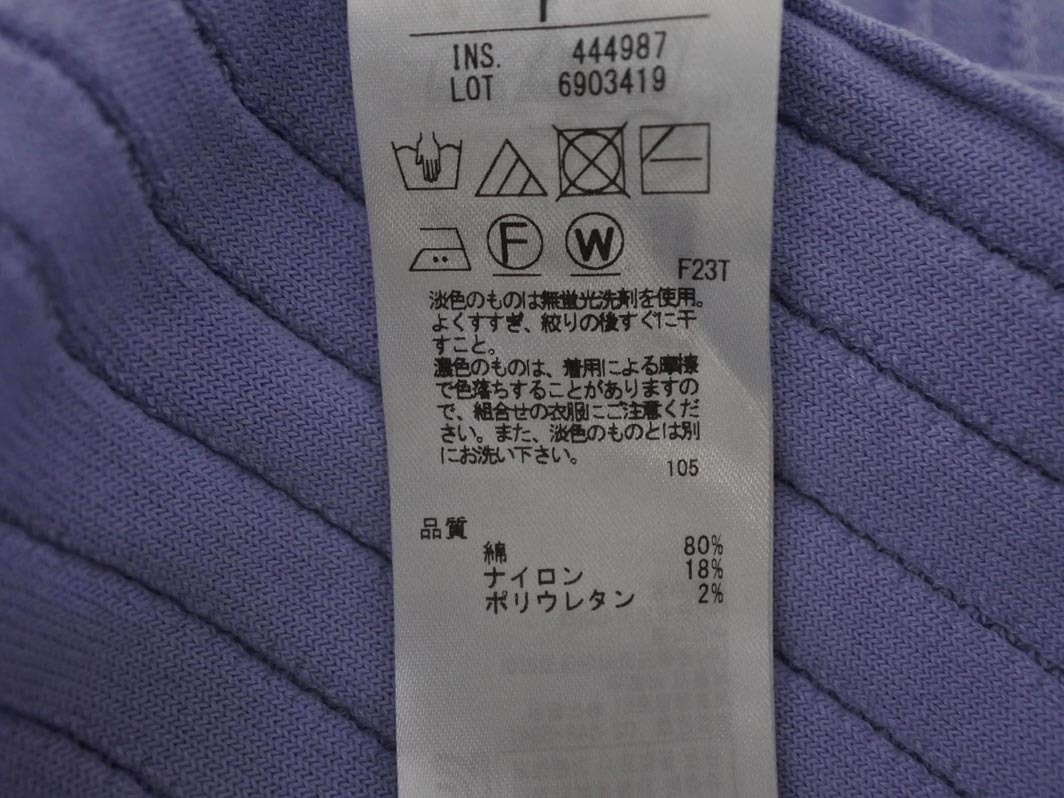 INS. 444987
LOT 6903419
F
W
F23T
淡色のものは無蛍光洗剤を使用。
よくすすぎ、絞りの後すぐに干
すこと。
濃色のものは、着用による摩擦
で色落ちすることがありますの
で、組合せの衣服にご注意くだ
さい。また、淡色のものとは別
にお洗い下さい。
105
品質
綿 80%
ナイロン 18%
ポリウレタン 2%